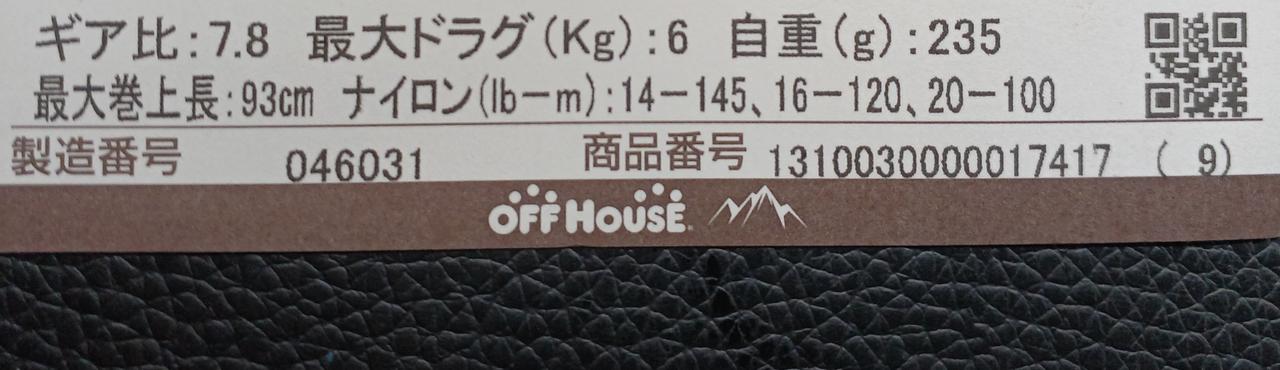 ギア比:7.8 最大ドラグ(Kg):6 自重(g):235
最大巻上長:93㎝ ナイロン(lb－m):14－145、16－120、20－100
製造番号 046031 商品番号 1310030000017417 ( 9)
OFF HOUSE